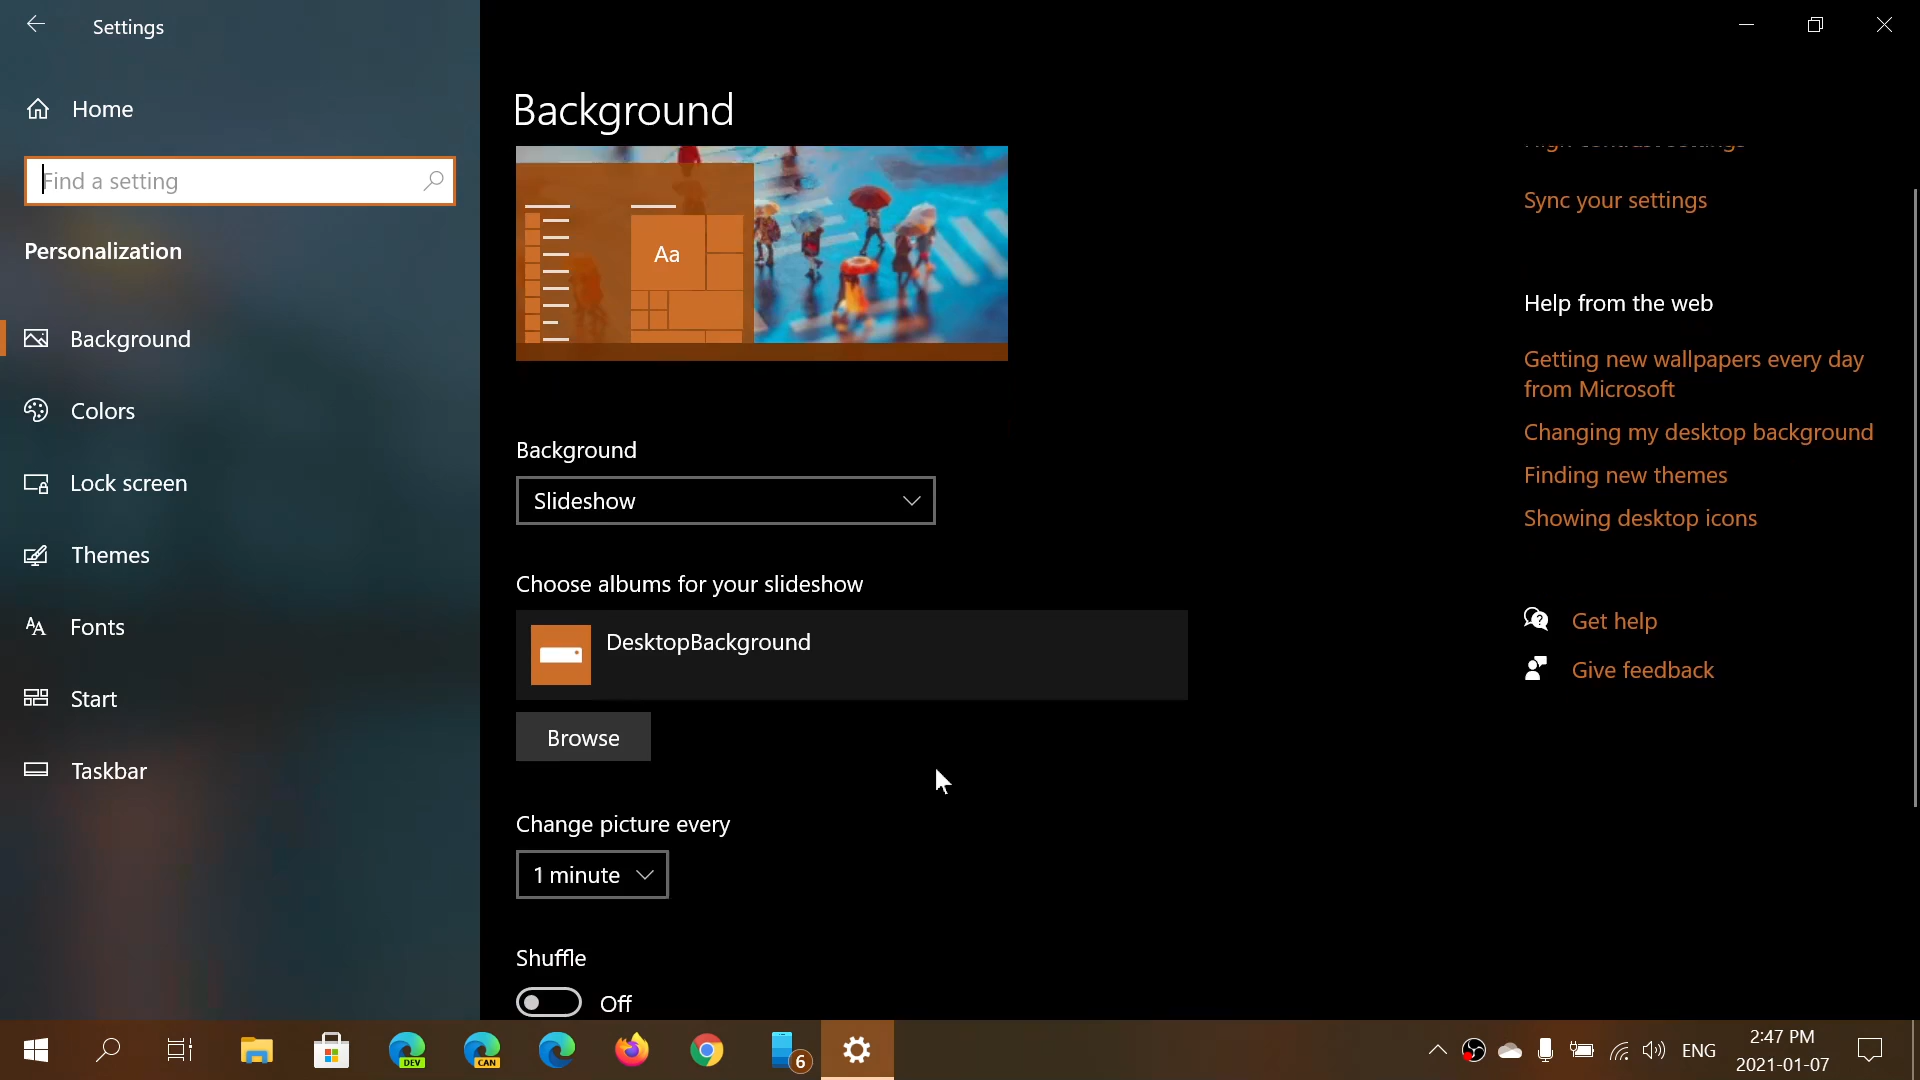 Settings
Home
Find a setting
Personalization
Background
Colors
Lock screen
Themes
Fonts
Start
Taskbar
Background
Aa
Background
Slideshow
Choose albums for your slideshow
DesktopBackground
Browse
Change picture every
1 minute
Shuffle
Off
Sync your settings
Help from the web
Getting new wallpapers every day
from Microsoft
Changing my desktop background
Finding new themes
Showing desktop icons
Get help
Give feedback
DEV
CAN
6
ENG
2:47 PM
2021-01-07